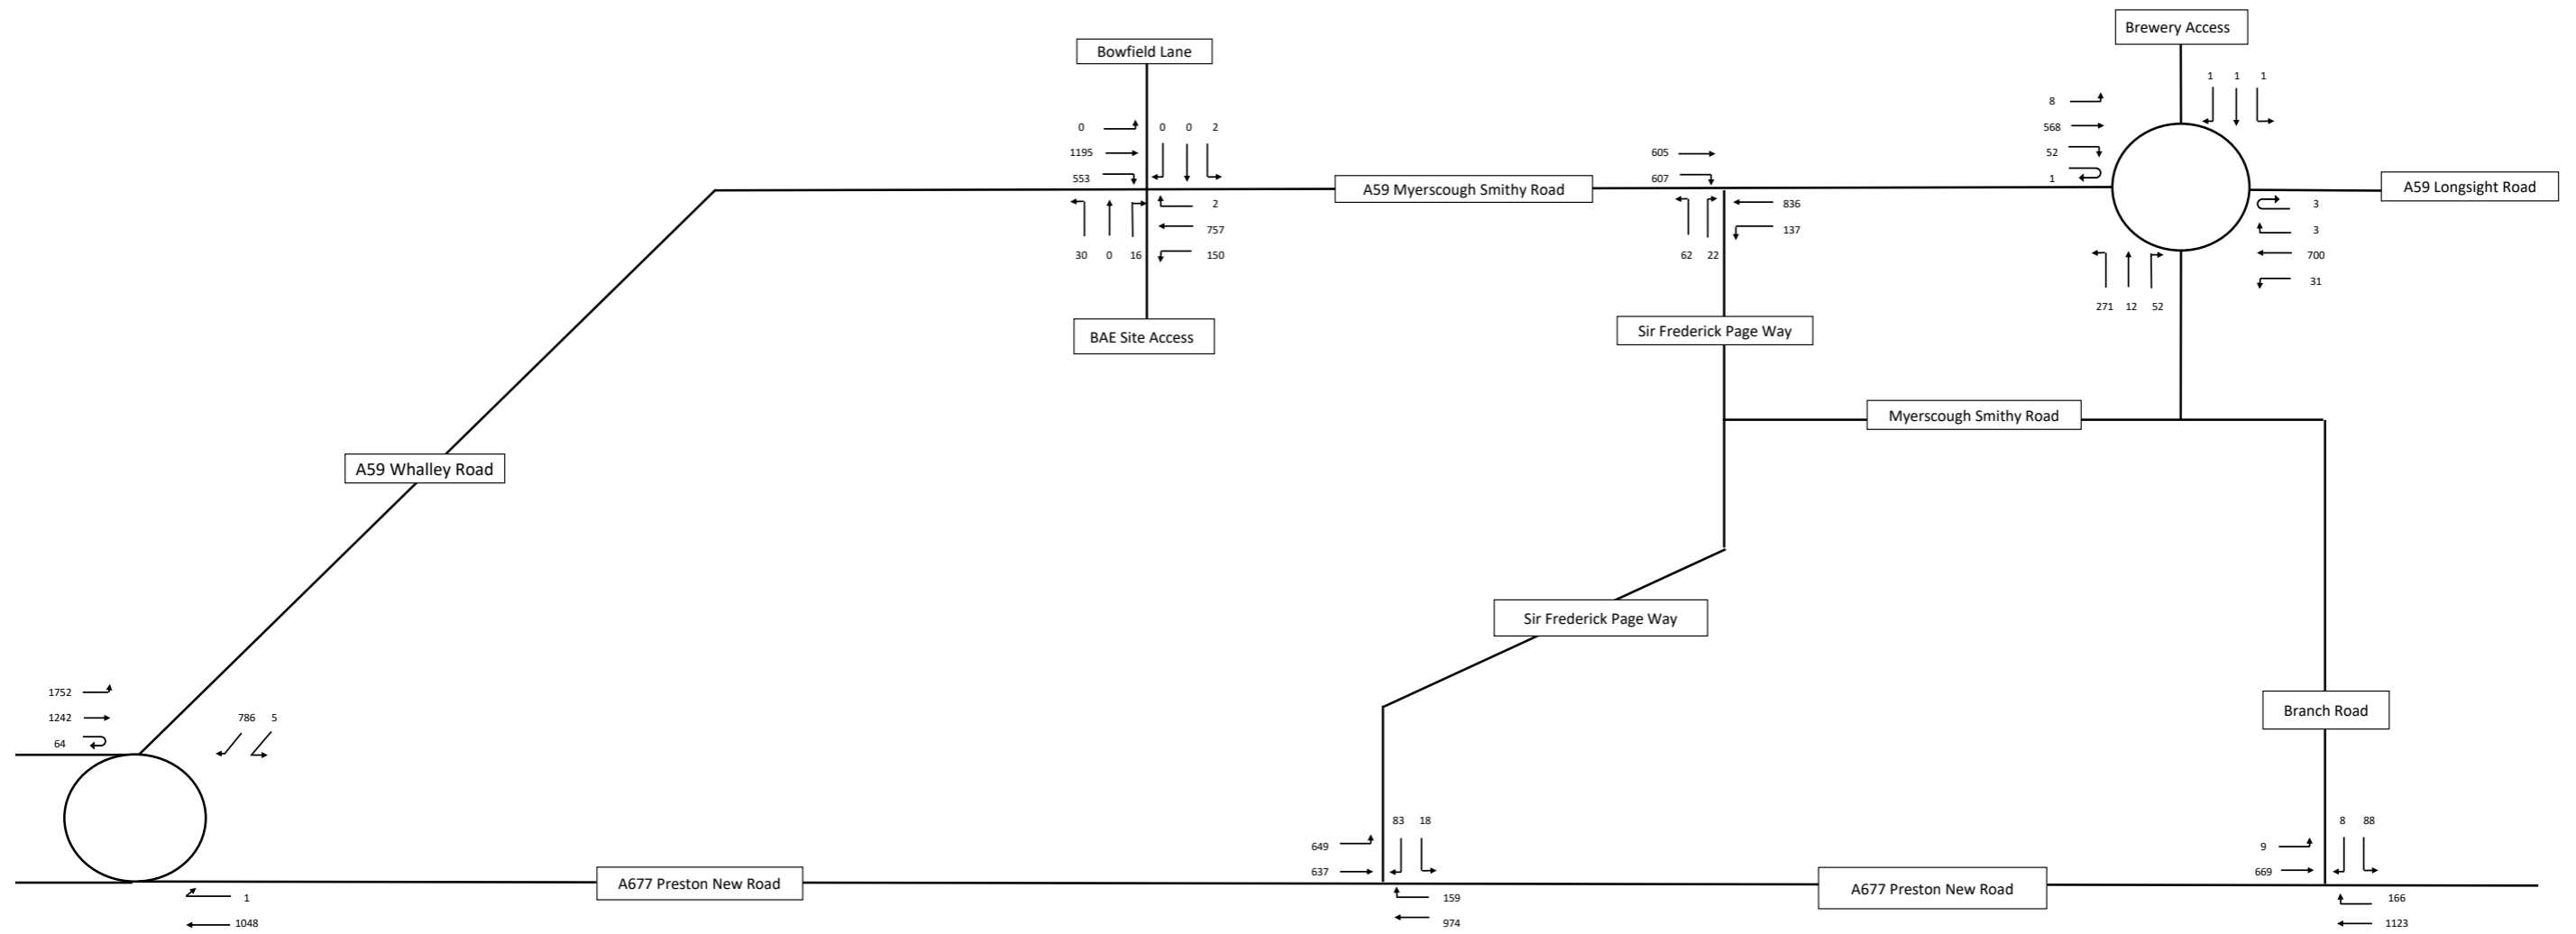 Brewery Access
Bowfield Lane
1 1 1
8
568
52
1
0
1195
553
0 0 2
605
607
A59 Myerscough Smithy Road
A59 Longsight Road
2
757
150
30 0 16
836
137
62 22
3
3
700
31
271 12 52
BAE Site Access
Sir Frederick Page Way
Myerscough Smithy Road
A59 Whalley Road
Sir Frederick Page Way
1752
1242
64
786 5
Branch Road
83 18
649
637
8 88
9
669
A677 Preston New Road
A677 Preston New Road
1
1048
159
974
166
1123